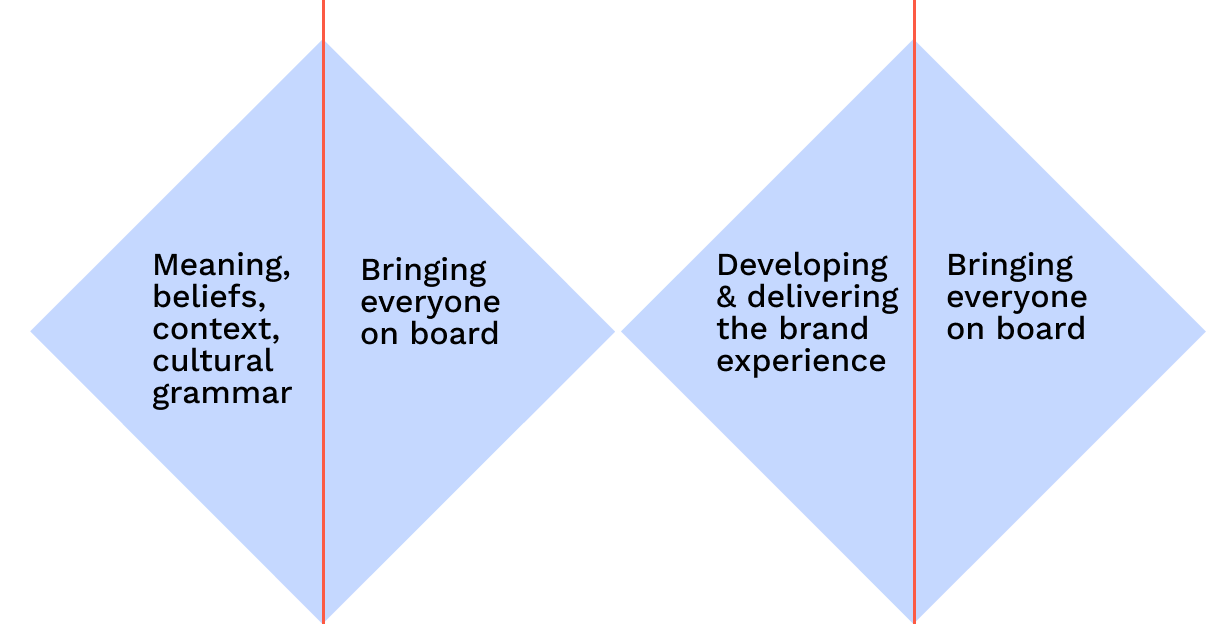 Meaning,
beliefs,
context,
cultural
grammar
Bringing
everyone
on board
Developing
& delivering
the brand
experience
Bringing
everyone
on board